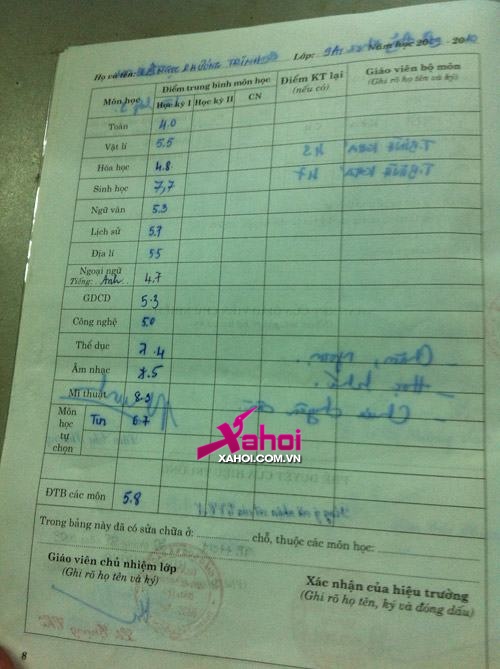 Họ và tên: NGỌC PHƯƠNG TRINH Lớp: 9A1 Năm học 20 - 2010
Môn học Điểm trung bình môn học Điểm KT lại (nếu có) Giáo viên bộ môn (Ghi rõ họ tên và ký)
Học kỳ I Học kỳ II CN
Toán 4.0
Vật lí 5.5
Hóa học 4.8
Sinh học 7,7
Ngữ văn 5.3
Lịch sử 5.7
Địa lí 55
Ngoại ngữ
Tiếng: Anh 4.7
GDCD 5.3
Công nghệ 5.0
Thể dục 7.4
Âm nhạc 8.5
Mĩ thuật 8.3
Môn học tự chọn Tin 6.7
Xahoi
XAHOI.COM.VN
ĐTB các môn 5.8
Trong bảng này đã có sửa chữa ở: chỗ, thuộc các môn học:
Giáo viên chủ nhiệm lớp
(Ghi rõ họ tên và ký)
Xác nhận của hiệu trưởng
(Ghi rõ họ tên, ký và đóng dấu)
8